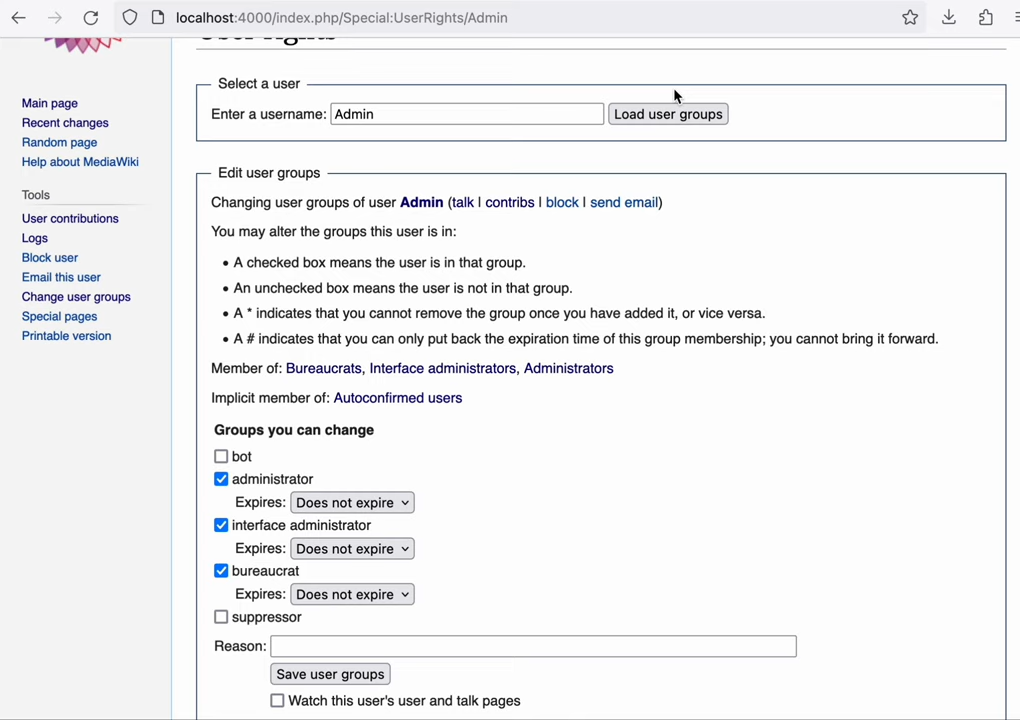 localhost:4000/index.php/Special:UserRights/Admin
User rights
Main page
Recent changes
Random page
Help about MediaWiki
Tools
User contributions
Logs
Block user
Email this user
Change user groups
Special pages
Printable version
Select a user
Enter a username: Admin Load user groups
Edit user groups
Changing user groups of user Admin (talk | contribs | block | send email)
You may alter the groups this user is in:
• A checked box means the user is in that group.
• An unchecked box means the user is not in that group.
• A * indicates that you cannot remove the group once you have added it, or vice versa.
• A # indicates that you can only put back the expiration time of this group membership; you cannot bring it forward.
Member of: Bureaucrats, Interface administrators, Administrators
Implicit member of: Autoconfirmed users
Groups you can change
bot
administrator
Expires: Does not expire
interface administrator
Expires: Does not expire
bureaucrat
Expires: Does not expire
suppressor
Reason:
Save user groups
Watch this user's user and talk pages